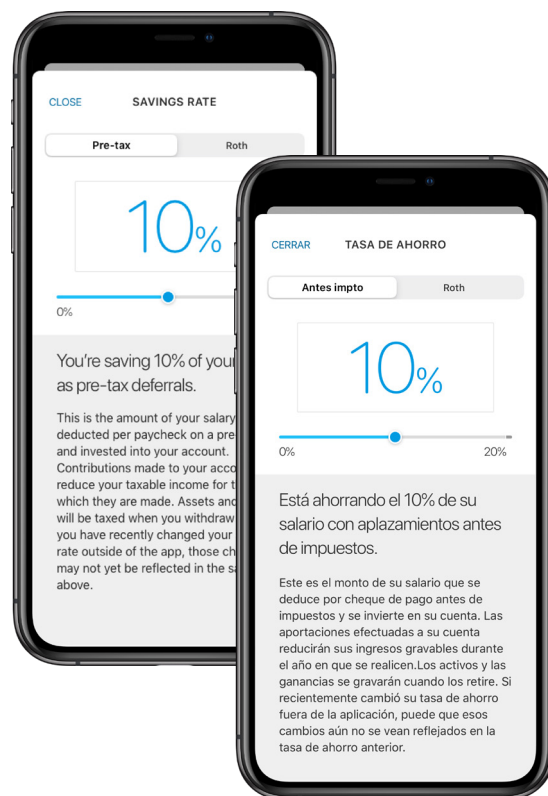 CLOSE SAVINGS RATE
Pre-tax Roth
10%
0%
You're saving 10% of your
as pre-tax deferrals.
This is the amount of your salary
deducted per paycheck on a pre
and invested into your account.
Contributions made to your acco
reduce your taxable income for t
which they are made. Assets and
will be taxed when you withdraw
you have recently changed your
rate outside of the app, those ch
may not yet be reflected in the sa
above.
CERRAR TASA DE AHORRO
Antes impto Roth
10%
0% 20%
Está ahorrando el 10% de su
salario con aplazamientos antes
de impuestos.
Este es el monto de su salario que se
deduce por cheque de pago antes de
impuestos y se invierte en su cuenta. Las
aportaciones efectuadas a su cuenta
reducirán sus ingresos gravables durante
el año en que se realicen.Los activos y las
ganancias se gravarán cuando los retire. Si
recientemente cambió su tasa de ahorro
fuera de la aplicación, puede que esos
cambios aún no se vean reflejados en la
tasa de ahorro anterior.